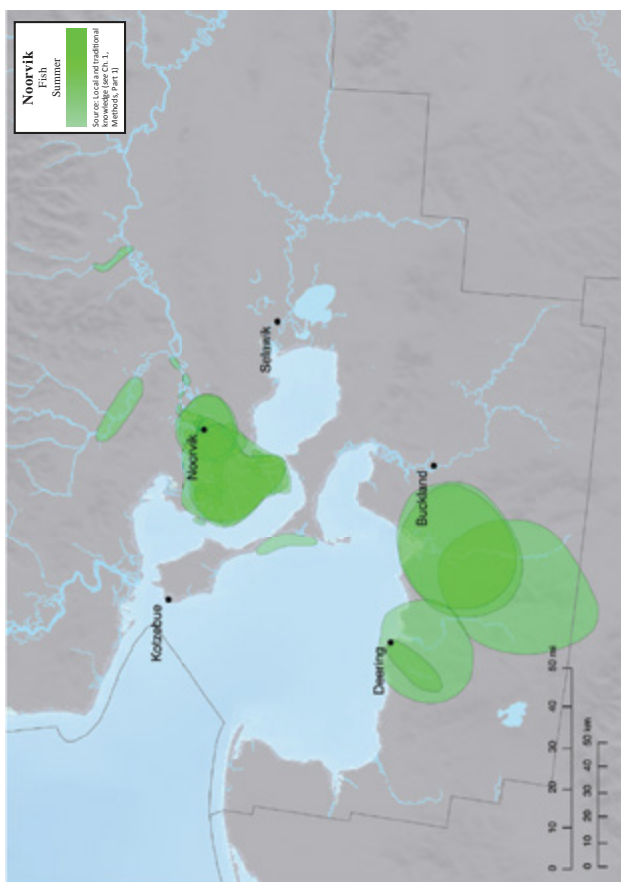 Noorvik
Fish
Summer
Source: Local and traditional
knowledge (see Ch. 1,
Methods, Part 1)
Kotzebue
Noorvik
Selawik
Deering
Buckland
0 10 20 30 40 50 mi
0 10 20 30 40 50 km